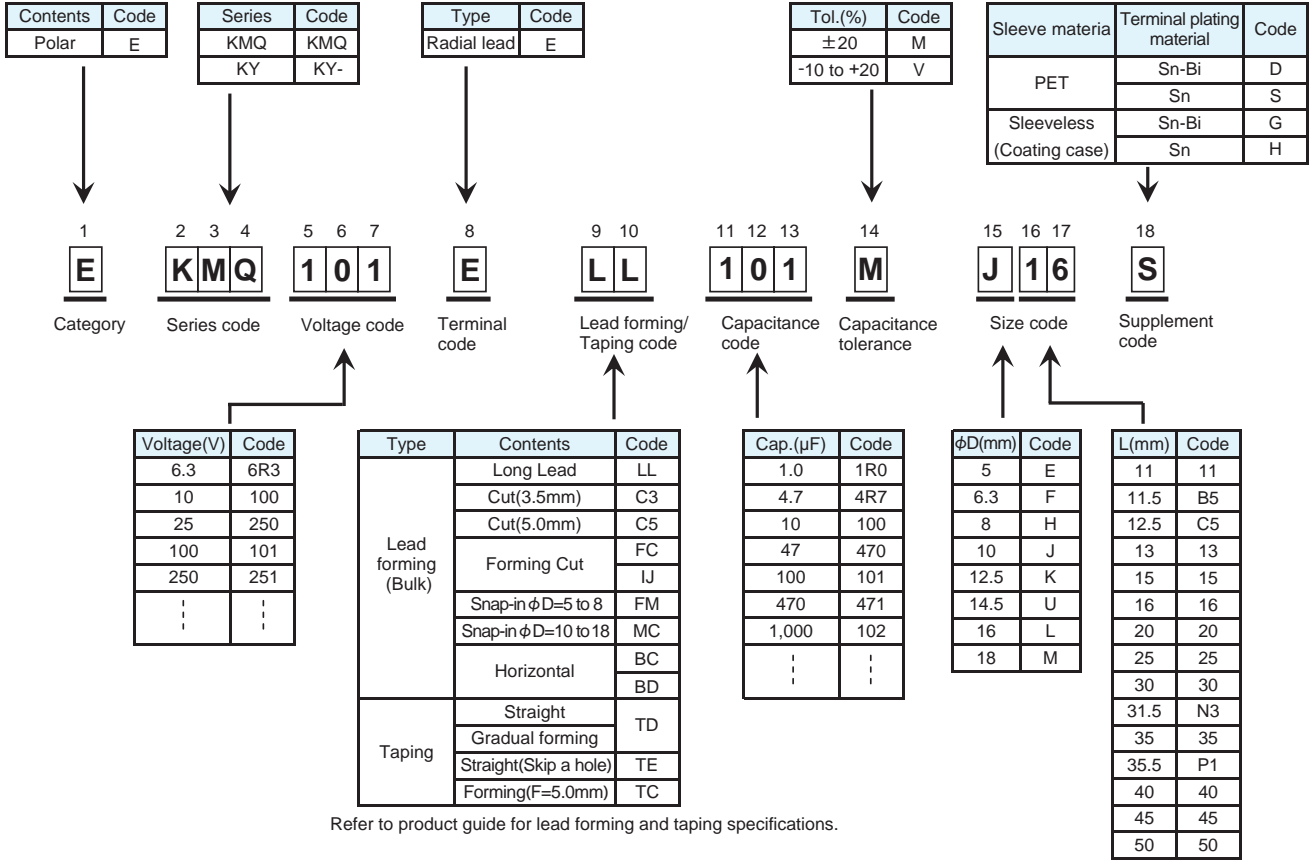 Contents Code
Polar E
Series Code
KMQ KMQ
KY KY-
Type Code
Radial lead E
Tol.(%) Code
±20 M
-10 to +20 V
Sleeve materia Terminal plating material Code
PET Sn-Bi D
Sn S
Sleeveless (Coating case) Sn-Bi G
Sn H
1 2 3 4 5 6 7 8 9 10 11 12 13 14 15 16 17 18
E K M Q 1 0 1 E L L 1 0 1 M J 1 6 S
Category
Series code
Voltage code
Terminal
code
Lead forming/
Taping code
Capacitance
code
Capacitance
tolerance
Size code
Supplement
code
Voltage(V) Code
6.3 6R3
10 100
25 250
100 101
250 251
Type Contents Code
Lead
forming
(Bulk)
Long Lead LL
Cut(3.5mm) C3
Cut(5.0mm) C5
Forming Cut FC
IJ
Snap-in ϕD=5 to 8 FM
Snap-in ϕD=10 to 18 MC
Horizontal BC
BD
Taping
Straight TD
Gradual forming
Straight(Skip a hole) TE
Forming(F=5.0mm) TC
Cap.(µF) Code
1.0 1R0
4.7 4R7
10 100
47 470
100 101
470 471
1,000 102
ϕD(mm) Code
5 E
6.3 F
8 H
10 J
12.5 K
14.5 U
16 L
18 M
L(mm) Code
11 11
11.5 B5
12.5 C5
13 13
15 15
16 16
20 20
25 25
30 30
31.5 N3
35 35
35.5 P1
40 40
45 45
50 50
Refer to product guide for lead forming and taping specifications.